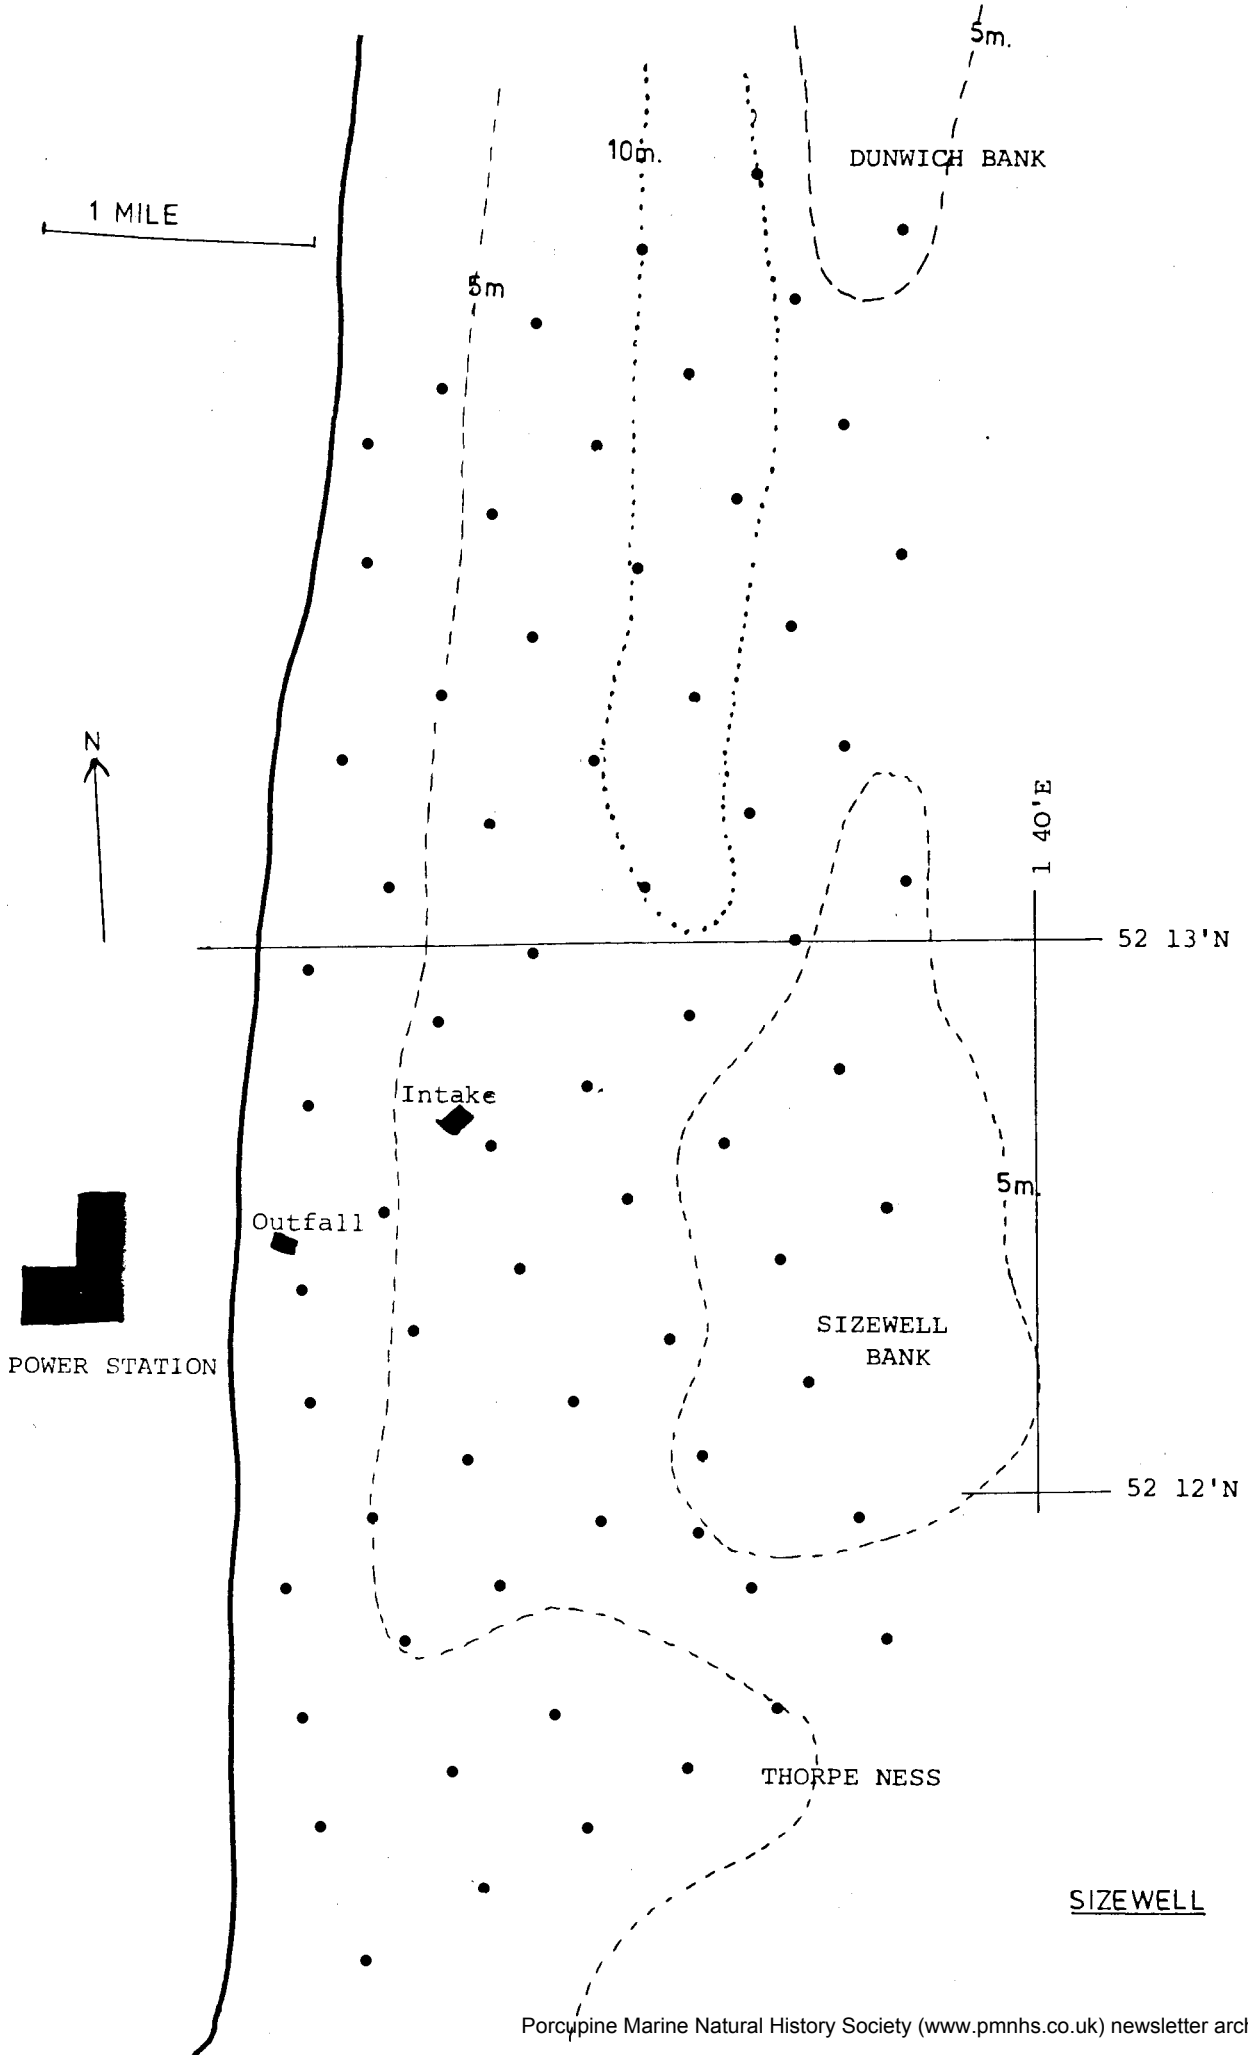 5m.
10m.
DUNWICH BANK
1 MILE
5m
N
1 40'E
52 13'N
Intake
5m.
Outfall
SIZEWELL
BANK
POWER STATION
52 12'N
THORPE NESS
SIZEWELL
Porcupine Marine Natural History Society (www.pmnhs.co.uk) newsletter arch